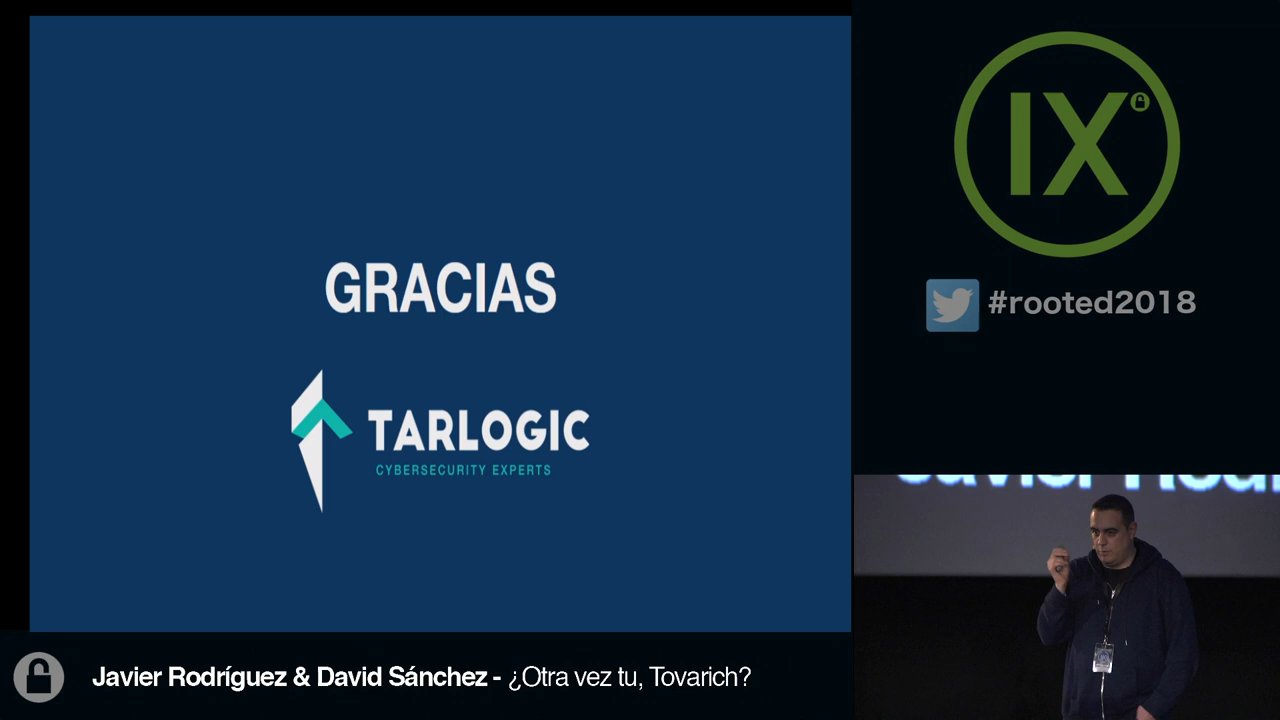 GRACIAS
TARLOGIC
CYBERSECURITY EXPERTS
IX
#rooted2018
Javier Rodríguez & David Sánchez - ¿Otra vez tu, Tovarich?